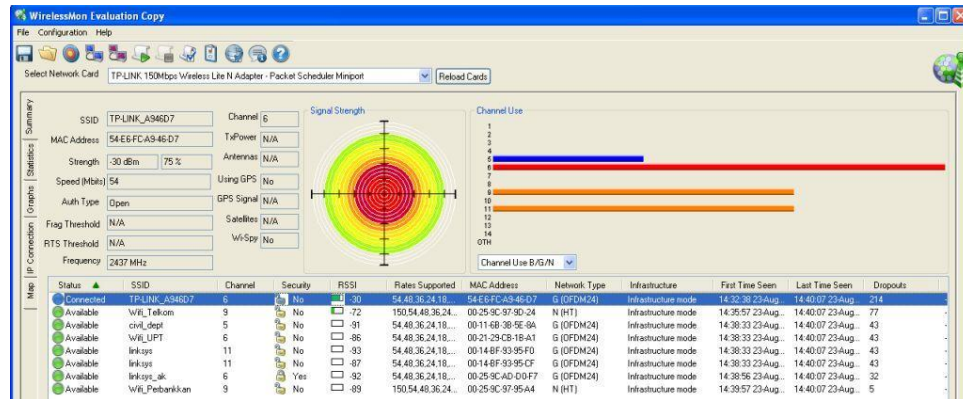 WirelessMon Evaluation Copy
File Configuration Help
Select Network Card TP-LINK 150Mbps Wireless Lite N Adapter - Packet Scheduler Miniport Reload Cards
Summary
Statistics
Graphs
IP Connection
Map
SSID TP-LINK_A946D7 Channel 6
MAC Address 54-E6-FC-A9-46-D7 TxPower N/A
Strength -30 dBm 75 % Antennas N/A
Speed (Mbits) 54 Using GPS No
Auth Type Open GPS Signal N/A
Frag Threshold N/A Satellites N/A
RTS Threshold N/A Wi-Spy No
Frequency 2437 MHz
Signal Strength
Channel Use
1
2
3
4
5
6
7
8
9
10
11
12
13
14
OTH
Channel Use B/G/N
Status SSID Channel Security RSSI Rates Supported MAC Address Network Type Infrastructure First Time Seen Last Time Seen Dropouts
Connected TP-LINK_A946D7 6 No -30 54,48,36,24,18,... 54-E6-FC-A9-46-D7 G (OFDM24) Infrastructure mode 14:32:38 23-Aug... 14:40:07 23-Aug... 214
Available Wifi_Telkom 9 No -72 150,54,48,36,24... 00-25-9C-97-9D-24 N (HT) Infrastructure mode 14:35:57 23-Aug... 14:40:07 23-Aug... 77
Available civil_dept 5 No -91 54,48,36,24,18,... 00-11-6B-3B-5E-8A G (OFDM24) Infrastructure mode 14:38:33 23-Aug... 14:40:07 23-Aug... 43
Available Wifi_UPT 6 No -86 54,48,36,24,18,... 00-21-29-CB-1B-A1 G (OFDM24) Infrastructure mode 14:38:33 23-Aug... 14:40:07 23-Aug... 43
Available linksys 11 No -93 54,48,36,24,18,... 00-14-BF-93-95-F0 G (OFDM24) Infrastructure mode 14:38:33 23-Aug... 14:40:07 23-Aug... 43
Available linksys 11 No -87 54,48,36,24,18,... 00-14-BF-93-95-CF G (OFDM24) Infrastructure mode 14:38:33 23-Aug... 14:40:07 23-Aug... 43
Available linksys_ak 6 Yes -92 54,48,36,24,18,... 00-25-9C-AD-D0-F7 G (OFDM24) Infrastructure mode 14:38:56 23-Aug... 14:40:07 23-Aug... 32
Available Wifi_Perbankkan 9 No -89 150,54,48,36,24... 00-25-9C-97-95-A4 N (HT) Infrastructure mode 14:39:57 23-Aug... 14:40:07 23-Aug... 5